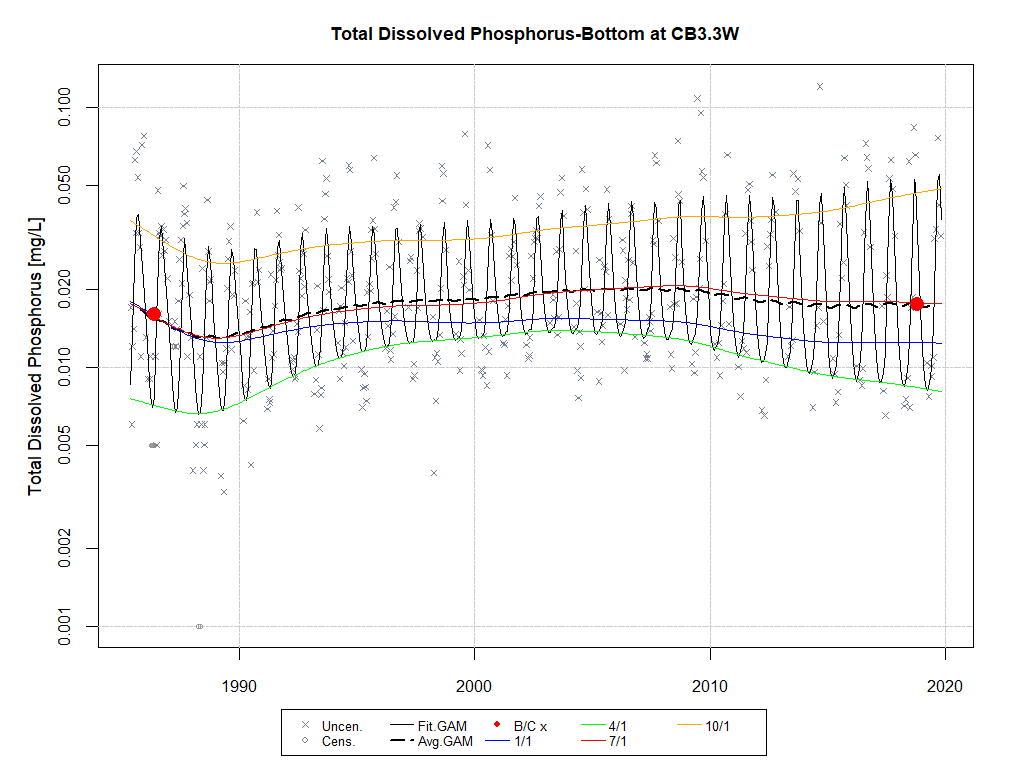 Total Dissolved Phosphorus-Bottom at CB3.3W
Total Dissolved Phosphorus [mg/L]
0.100
0.050
0.020
0.010
0.005
0.002
0.001
1990 2000 2010 2020
Uncen. Fit.GAM B/C x 4/1 10/1
Cens. Avg.GAM 1/1 7/1